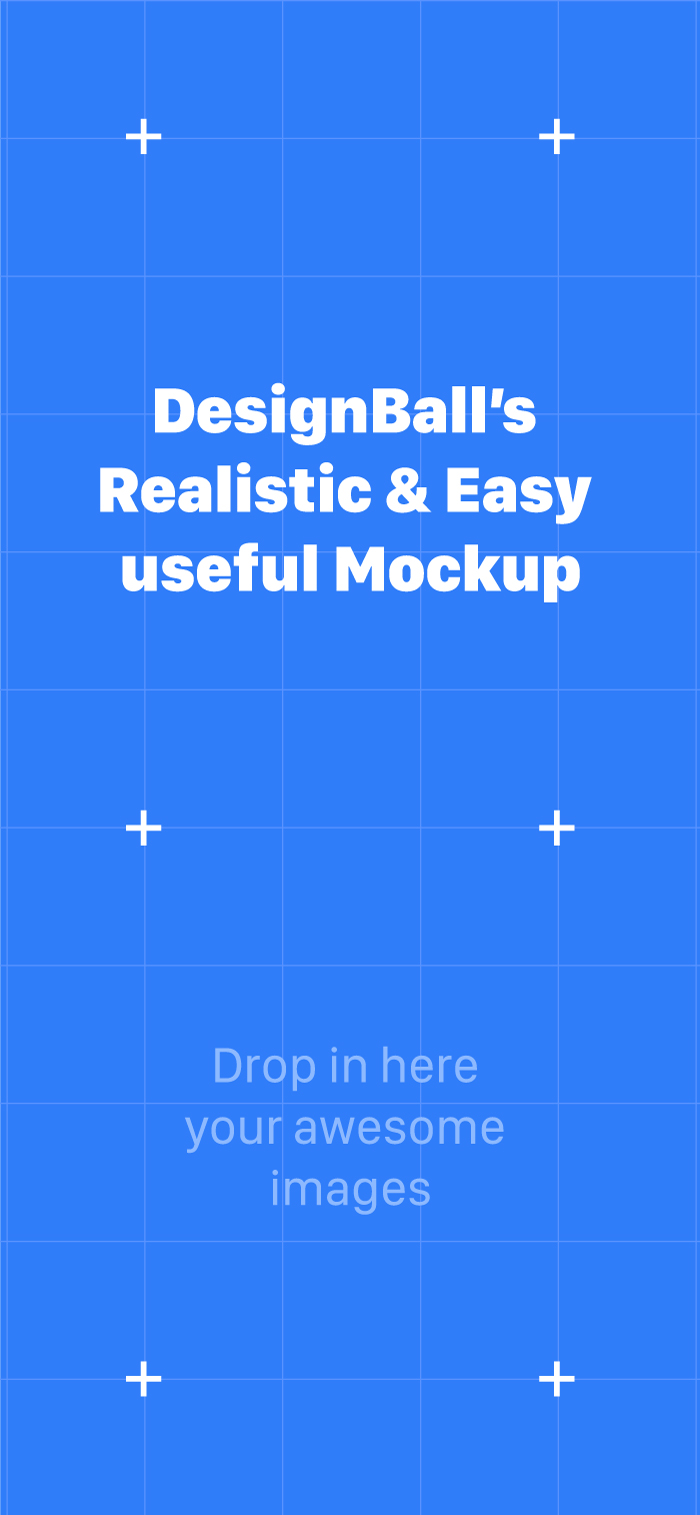 DesignBall’s
Realistic & Easy
useful Mockup
Drop in here
your awesome
images